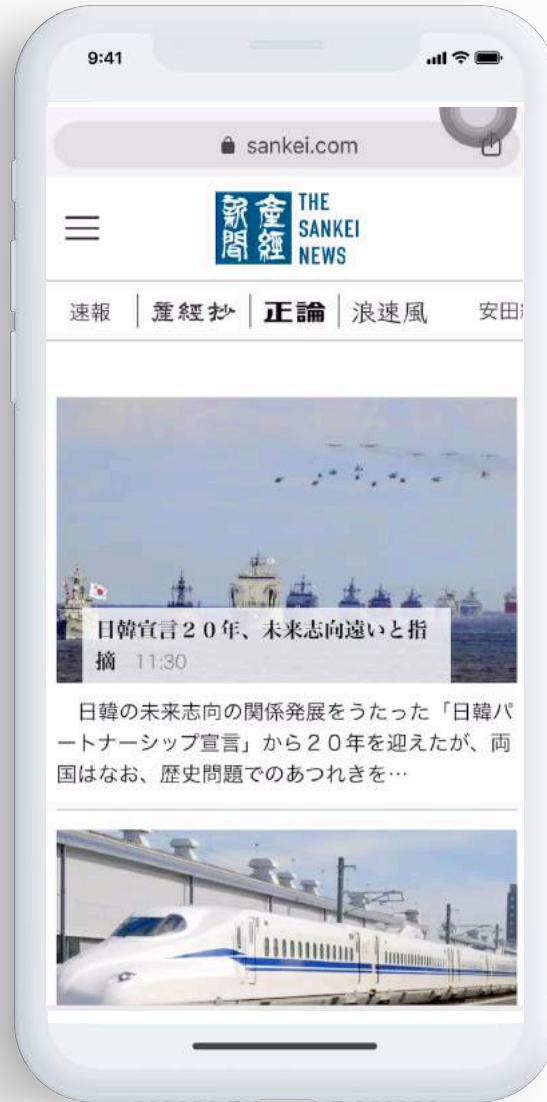 9:41
sankei.com
新聞
産經
THE
SANKEI
NEWS
速報
産經抄
正論
浪速風
安田
日韓宣言20年、未来志向遠いと指
摘 11:30
日韓の未来志向の関係発展をうたった「日韓パ
ートナーシップ宣言」から20年を迎えたが、両
国はなお、歴史問題でのあつれきを…